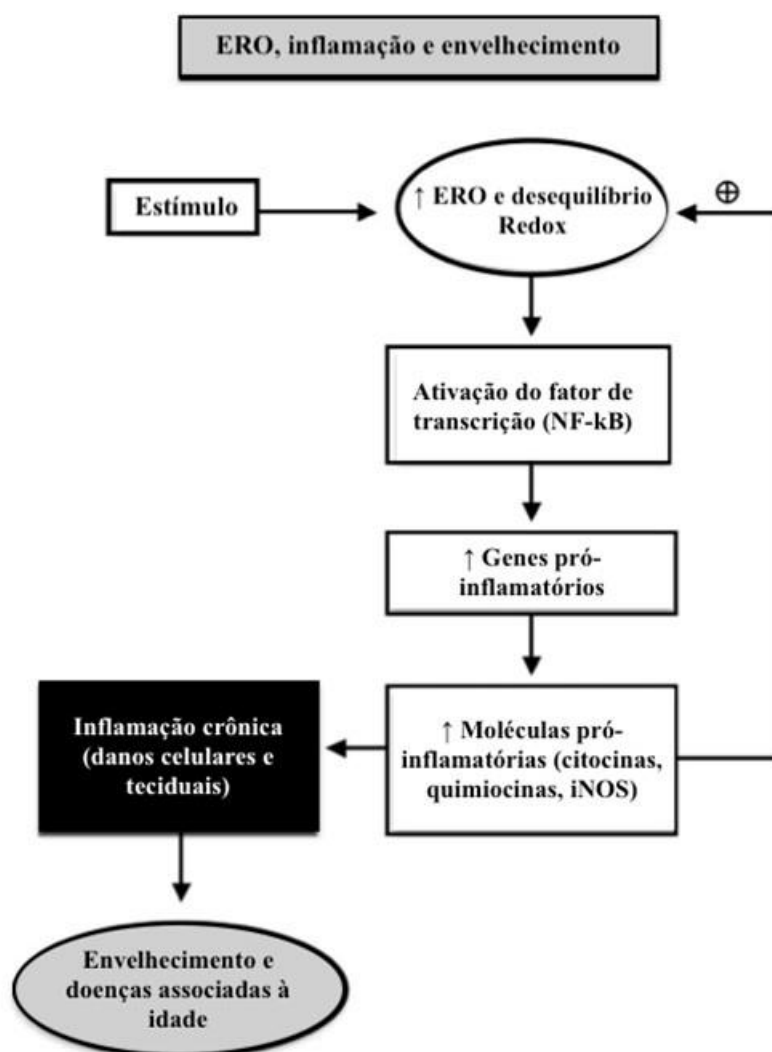 ERO, inflamação e envelhecimento
Estímulo
↑ ERO e desequilíbrio
Redox
⊕
Ativação do fator de
transcrição (NF-kB)
↑ Genes pró-
inflamatórios
↑ Moléculas pró-
inflamatórias (citocinas,
quimiocinas, iNOS)
Inflamação crônica
(danos celulares e
teciduais)
Envelhecimento e
doenças associadas à
idade